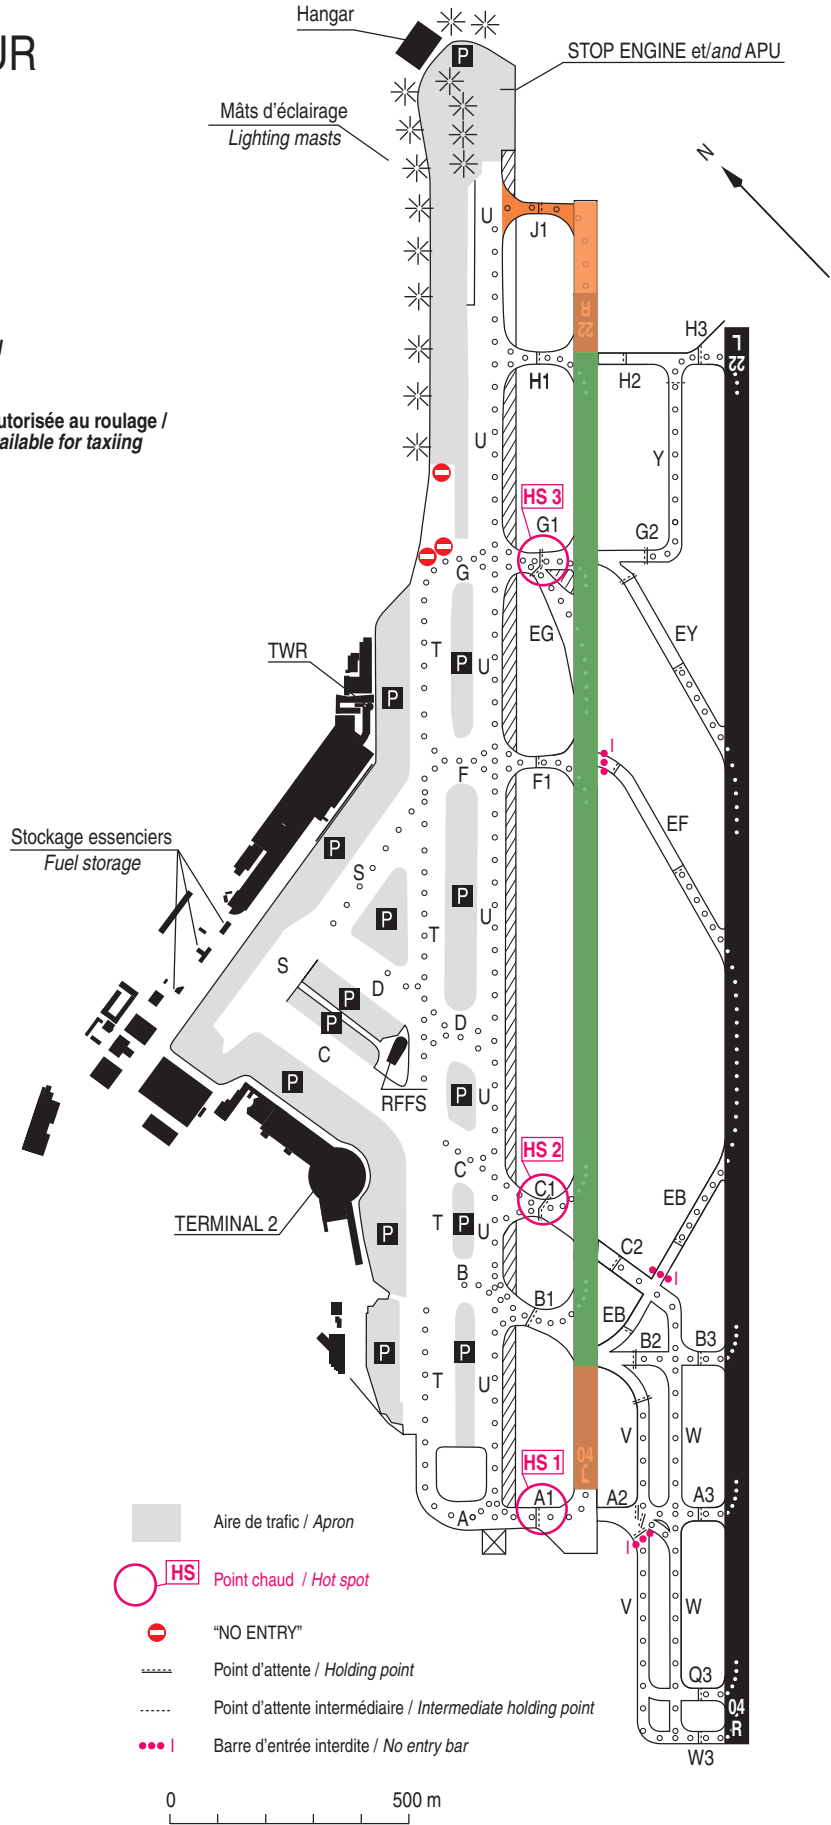 Hangar
UR
STOP ENGINE et/and APU
P
Mâts d'éclairage
Lighting masts
N
U
J1
22
R
H3
L
22
H1
H2
utorisée au roulage /
ailable for taxiing
U
Y
HS 3
G1
G2
G
EG
EY
TWR
T
P
U
P
I
F
F1
EF
Stockage essenciers
Fuel storage
P
S
P
P
U
T
S
D
P
P
D
C
P
RFFS
P
U
HS 2
C
C1
EB
TERMINAL 2
T
P
U
P
C2
I
B
B1
EB
B2
B3
P
P
T
U
V
W
04
L
HS 1
A1
A2
A3
A
I
Aire de trafic / Apron
HS
Point chaud / Hot spot
V
W
"NO ENTRY"
Point d'attente / Holding point
Q3
Point d'attente intermédiaire / Intermediate holding point
04
R
I
Barre d'entrée interdite / No entry bar
W3
0
500 m